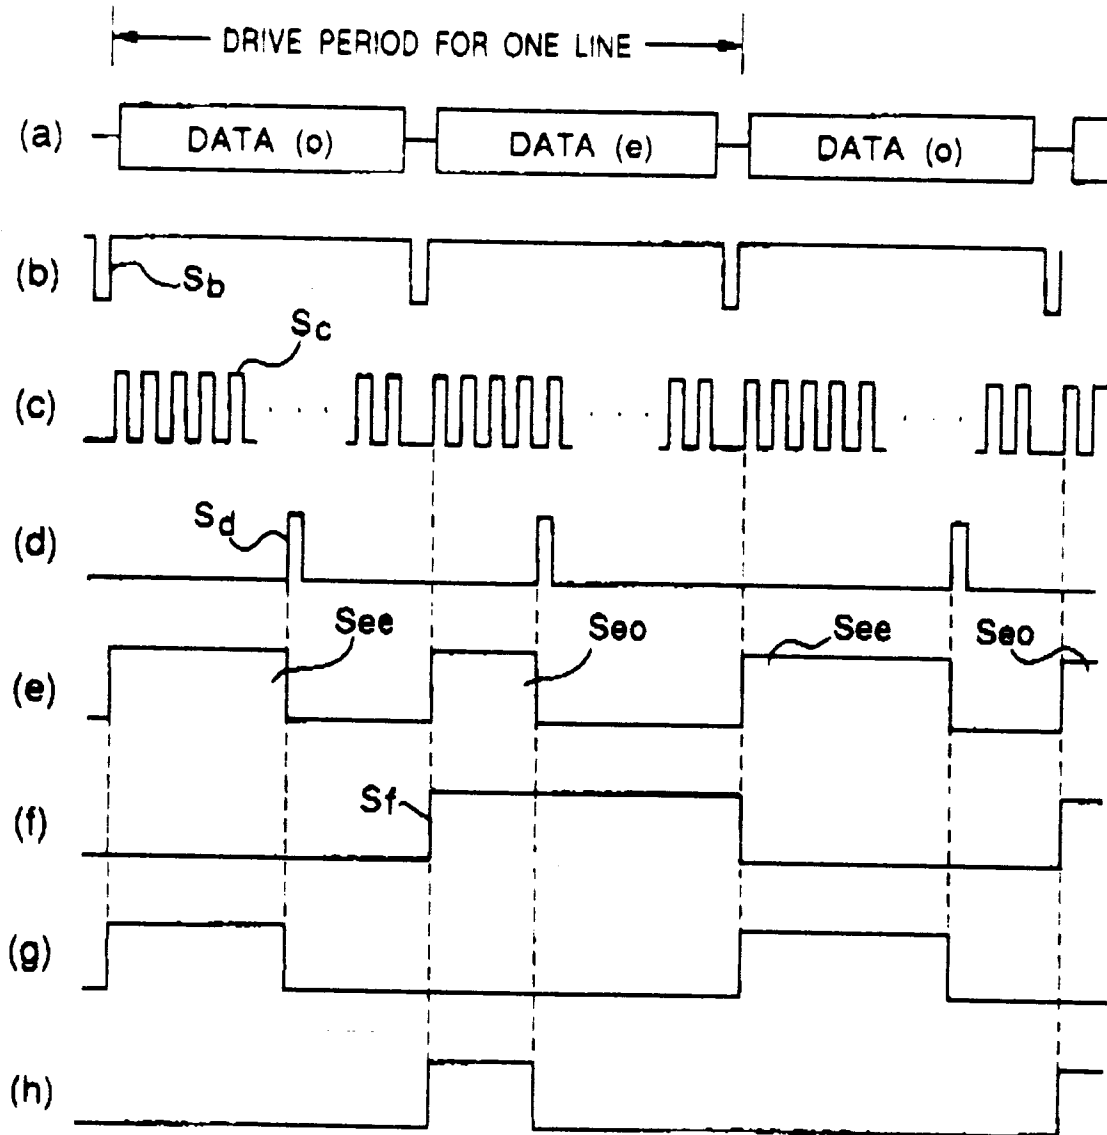 DRIVE PERIOD FOR ONE LINE
(a) DATA (o) DATA (e) DATA (o)
(b) Sb
Sc
(c)
(d) Sd
See Seo See Seo
(e)
(f) Sf
(g)
(h)